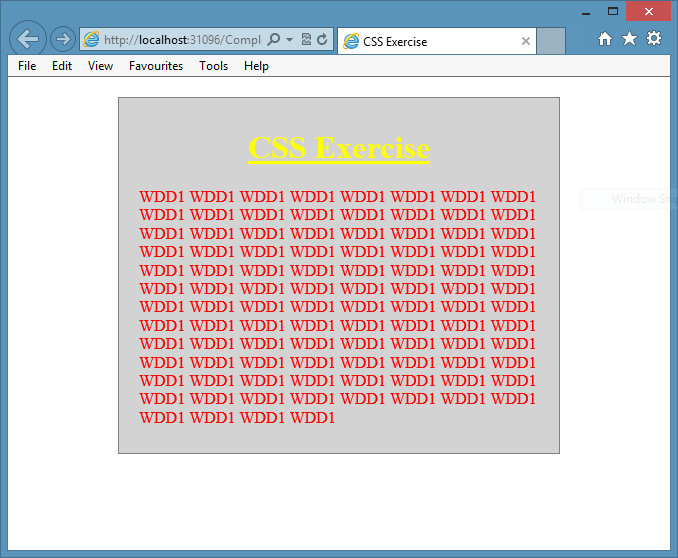 http://localhost:31096/Compl
CSS Exercise
File Edit View Favourites Tools Help
CSS Exercise
WDD1 WDD1 WDD1 WDD1 WDD1 WDD1 WDD1 WDD1
WDD1 WDD1 WDD1 WDD1 WDD1 WDD1 WDD1 WDD1
WDD1 WDD1 WDD1 WDD1 WDD1 WDD1 WDD1 WDD1
WDD1 WDD1 WDD1 WDD1 WDD1 WDD1 WDD1 WDD1
WDD1 WDD1 WDD1 WDD1 WDD1 WDD1 WDD1 WDD1
WDD1 WDD1 WDD1 WDD1 WDD1 WDD1 WDD1 WDD1
WDD1 WDD1 WDD1 WDD1 WDD1 WDD1 WDD1 WDD1
WDD1 WDD1 WDD1 WDD1 WDD1 WDD1 WDD1 WDD1
WDD1 WDD1 WDD1 WDD1 WDD1 WDD1 WDD1 WDD1
WDD1 WDD1 WDD1 WDD1 WDD1 WDD1 WDD1 WDD1
WDD1 WDD1 WDD1 WDD1 WDD1 WDD1 WDD1 WDD1
WDD1 WDD1 WDD1 WDD1 WDD1 WDD1 WDD1 WDD1
WDD1 WDD1 WDD1 WDD1
Window Snip